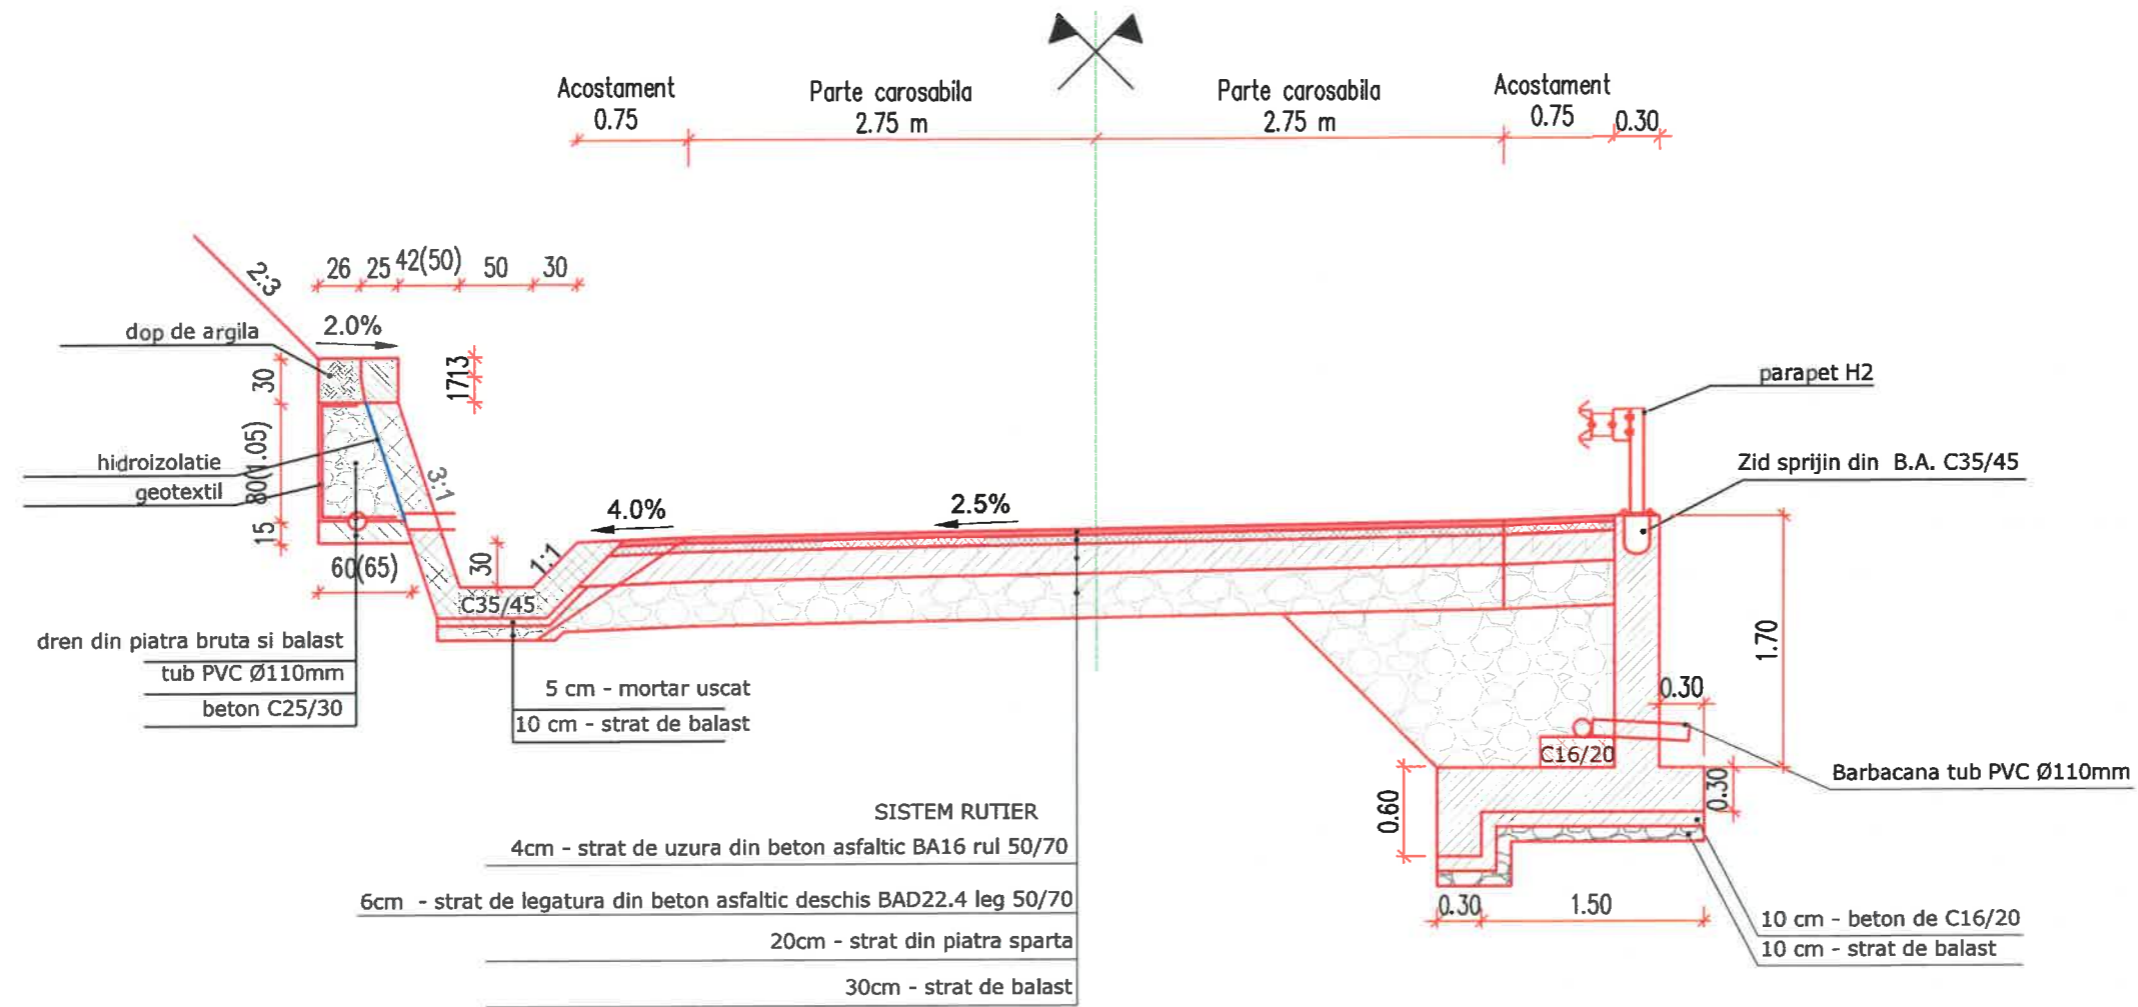 Acostament
0.75
Parte carosabila
2.75 m
Parte carosabila
2.75 m
Acostament
0.75
0.30
2:3
26 25 42(50) 50 30
2.0%
dop de argila
30
1713
80(1.05)
hidroizolatie
geotextil
3:1
15
60(65)
30
1:1
C35/45
4.0%
2.5%
parapet H2
Zid sprijin din B.A. C35/45
1.70
0.30
dren din piatra bruta si balast
tub PVC Ø110mm
beton C25/30
5 cm - mortar uscat
10 cm - strat de balast
C16/20
Barbacana tub PVC Ø110mm
0.60
0.30
SISTEM RUTIER
4cm - strat de uzura din beton asfaltic BA16 rul 50/70
6cm - strat de legatura din beton asfaltic deschis BAD22.4 leg 50/70
20cm - strat din piatra sparta
30cm - strat de balast
0.30
1.50
10 cm - beton de C16/20
10 cm - strat de balast